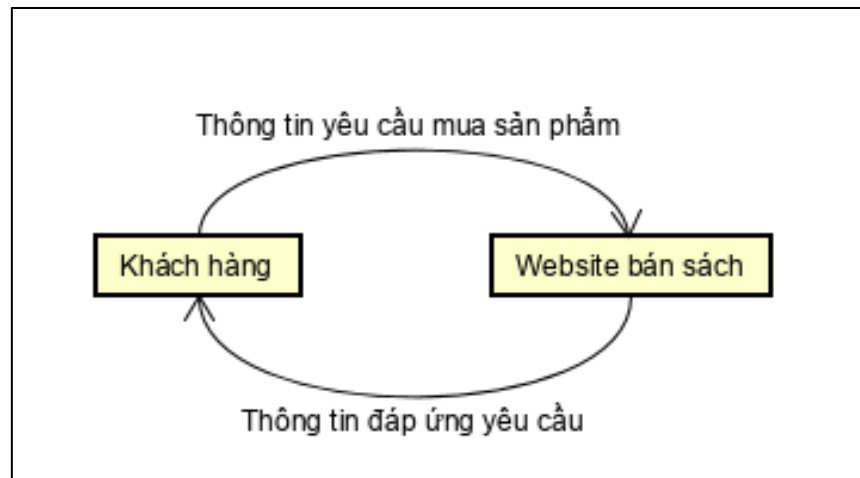 Thông tin yêu cầu mua sản phẩm
Khách hàng
Website bán sách
Thông tin đáp ứng yêu cầu